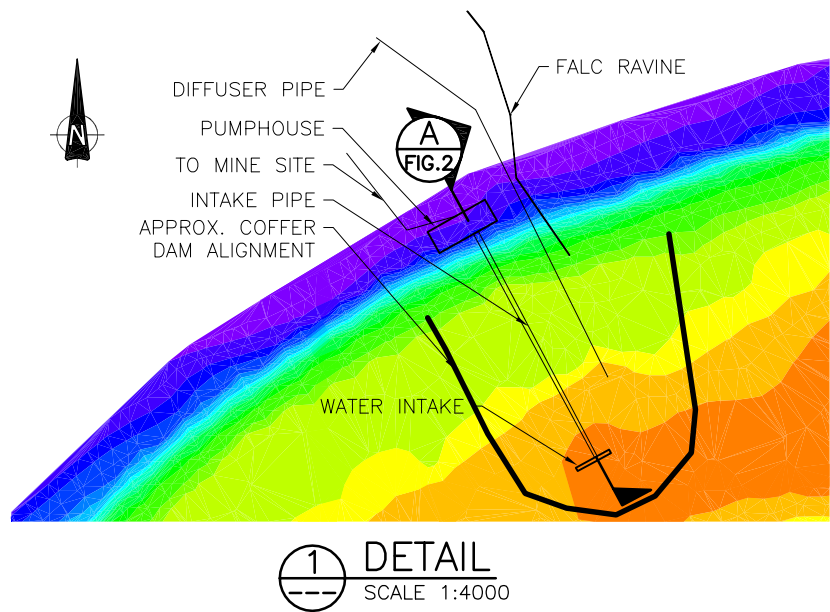 FALC RAVINE
DIFFUSER PIPE
PUMPHOUSE
A
FIG.2
N
TO MINE SITE
INTAKE PIPE
APPROX. COFFER
DAM ALIGNMENT
WATER INTAKE
1
DETAIL
SCALE 1:4000